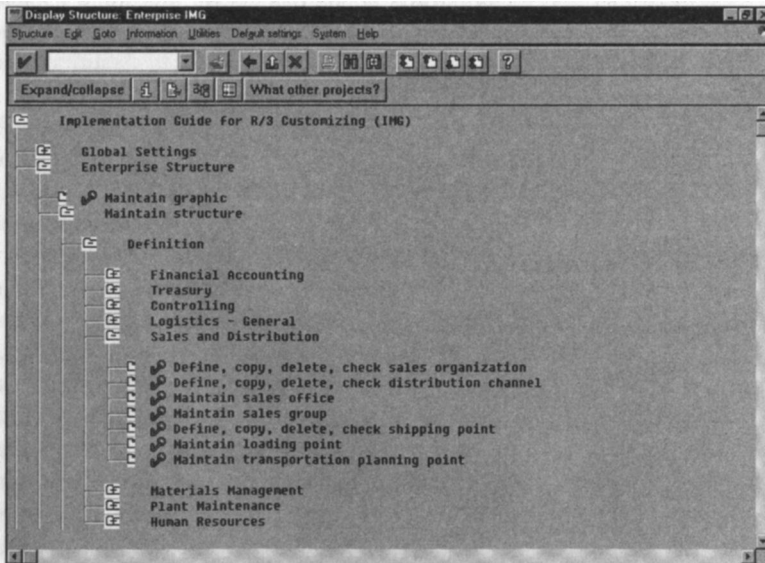 Display Structure: Enterprise IMG
Structure Edit Goto Information Utilities Default settings System Help
Expand/collapse What other projects?
Implementation Guide for R/3 Customizing (IMG)
Global Settings
Enterprise Structure
Maintain graphic
Maintain structure
Definition
Financial Accounting
Treasury
Controlling
Logistics - General
Sales and Distribution
Define, copy, delete, check sales organization
Define, copy, delete, check distribution channel
Maintain sales office
Maintain sales group
Define, copy, delete, check shipping point
Maintain loading point
Maintain transportation planning point
Materials Management
Plant Maintenance
Human Resources